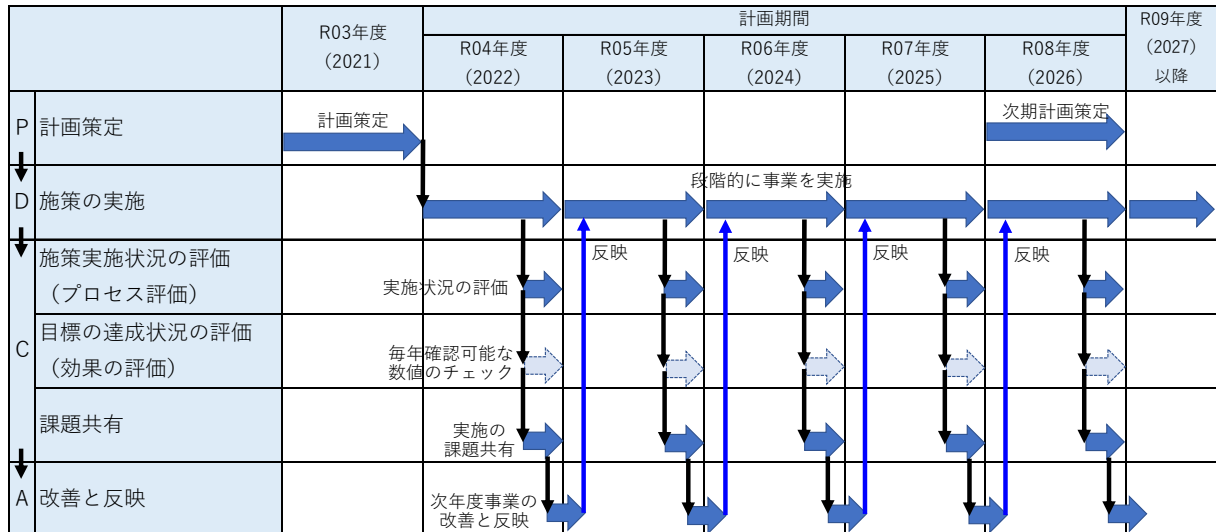 計画期間
R03年度
(2021)
R04年度
(2022)
R05年度
(2023)
R06年度
(2024)
R07年度
(2025)
R08年度
(2026)
R09年度
(2027)
以降
P 計画策定
計画策定
次期計画策定
D 施策の実施
段階的に事業を実施
C
施策実施状況の評価
(プロセス評価)
実施状況の評価
反映
反映
反映
反映
目標の達成状況の評価
(効果の評価)
毎年確認可能な
数値のチェック
課題共有
実施の
課題共有
A 改善と反映
次年度事業の
改善と反映